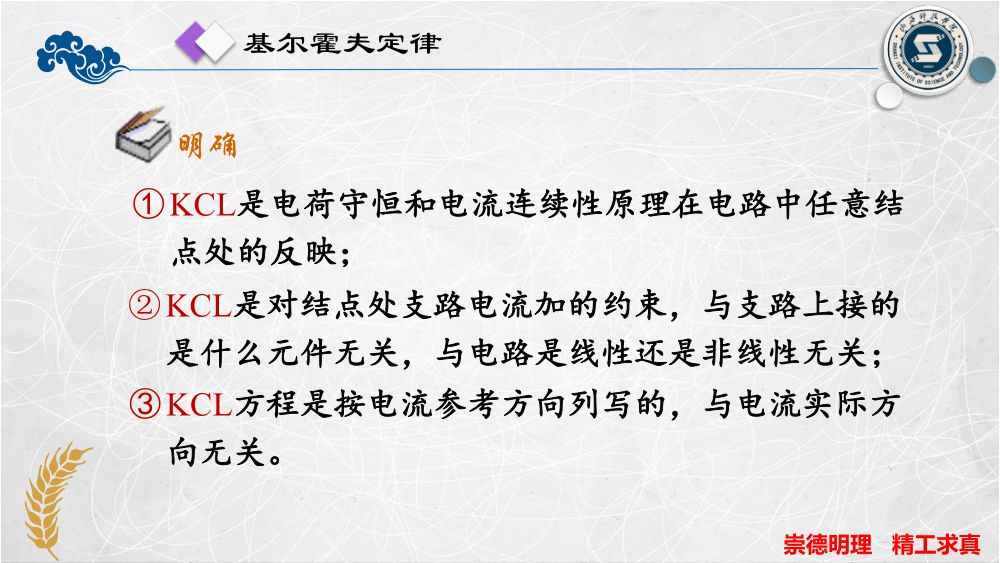 基尔霍夫定律
SHANXI INSTITUTE OF SCIENCE AND TECHNOLOGY
明确
①KCL是电荷守恒和电流连续性原理在电路中任意结
点处的反映；
②KCL是对结点处支路电流加的约束，与支路上接的
是什么元件无关，与电路是线性还是非线性无关；
③KCL方程是按电流参考方向列写的，与电流实际方
向无关。
崇德明理 精工求真